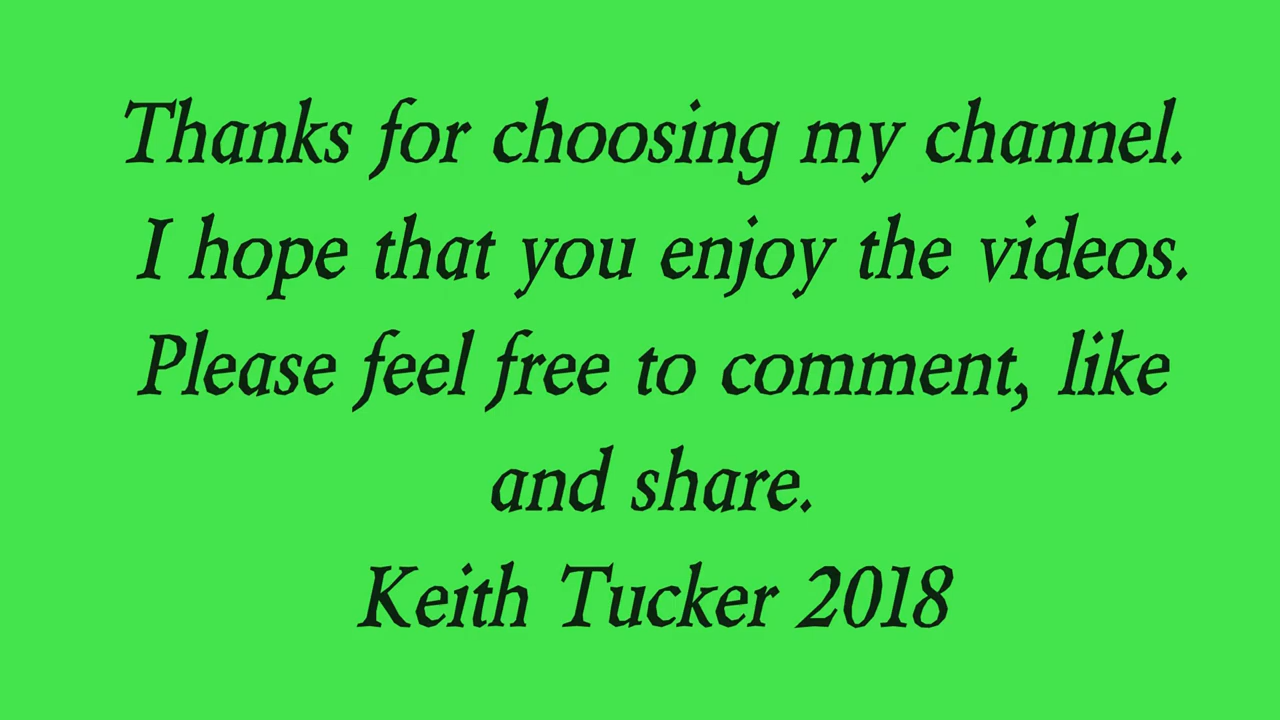 Thanks for choosing my channel.
I hope that you enjoy the videos.
Please feel free to comment, like
and share.
Keith Tucker 2018